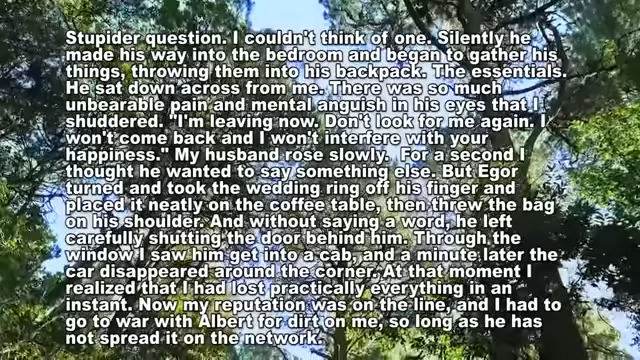 Stupider question. I couldn't think of one. Silently he
made his way into the bedroom and began to gather his
things, throwing them into his backpack. The essentials.
He sat down across from me. There was so much
unbearable pain and mental anguish in his eyes that I
shuddered. "I'm leaving now. Don't look for me again. I
won't come back and I won't interfere with your
happiness." My husband rose slowly.  For a second I
thought he wanted to say something else. But Egor
turned and took the wedding ring off his finger and
placed it neatly on the coffee table, then threw the bag
on his shoulder. And without saying a word, he left
carefully shutting the door behind him. Through the
window I saw him get into a cab, and a minute later the
car disappeared around the corner. At that moment I
realized that I had lost practically everything in an
instant. Now my reputation was on the line, and I had to
go to war with Albert for dirt on me, so long as he has
not spread it on the network.